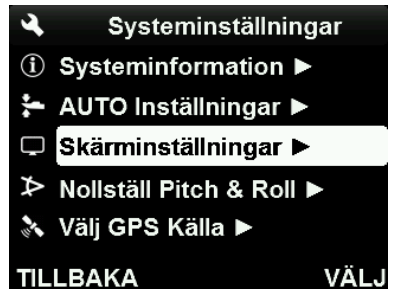 Systeminställningar
Systeminformation ▶
AUTO Inställningar ▶
Skärminställningar ▶
Nollställ Pitch & Roll ▶
Välj GPS Källa ▶
TILLBAKA VÄLJ